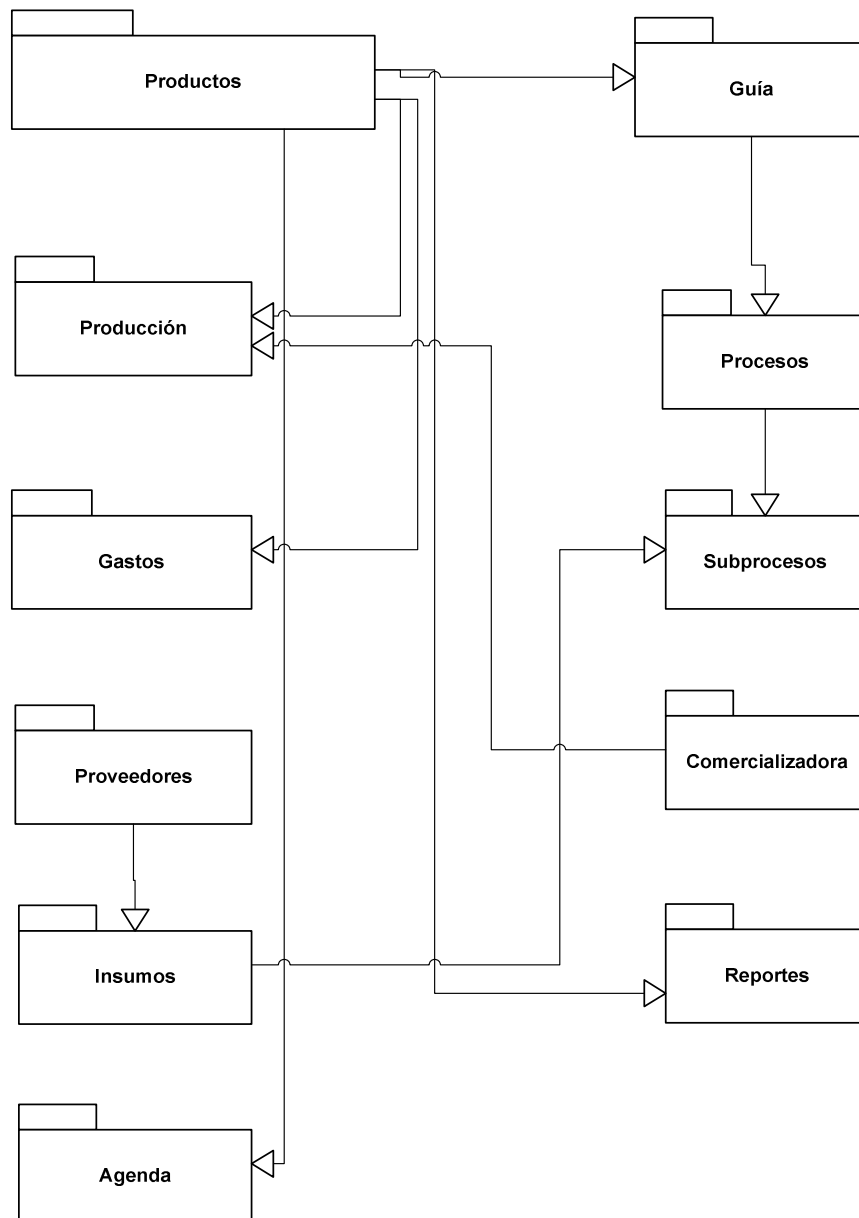 Productos
Guía
Producción
Procesos
Gastos
Subprocesos
Proveedores
Comercializadora
Insumos
Reportes
Agenda